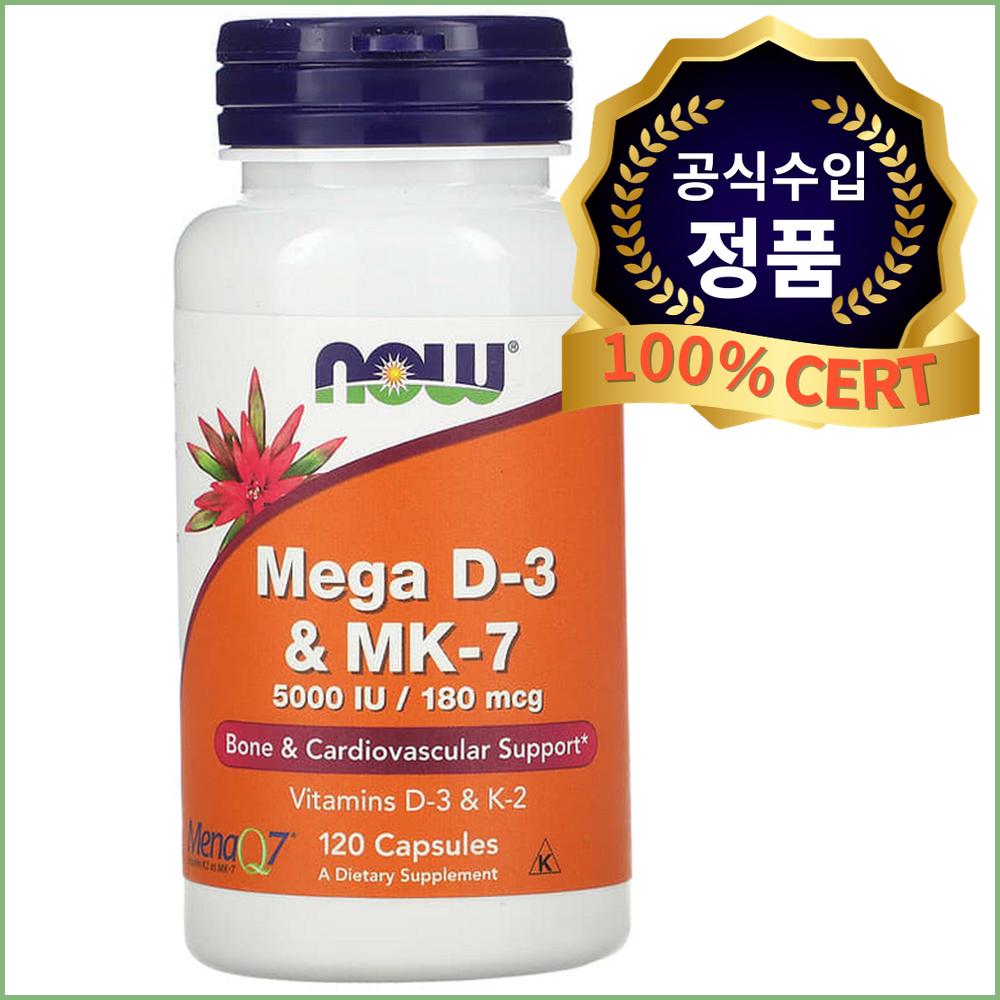 now®
Mega D-3
& MK-7
5000 IU / 180 mcg
Bone & Cardiovascular Support*
Vitamins D-3 & K-2
MenaQ7®
120 Capsules
A Dietary Supplement
K
공식수입
정품
100% CERT